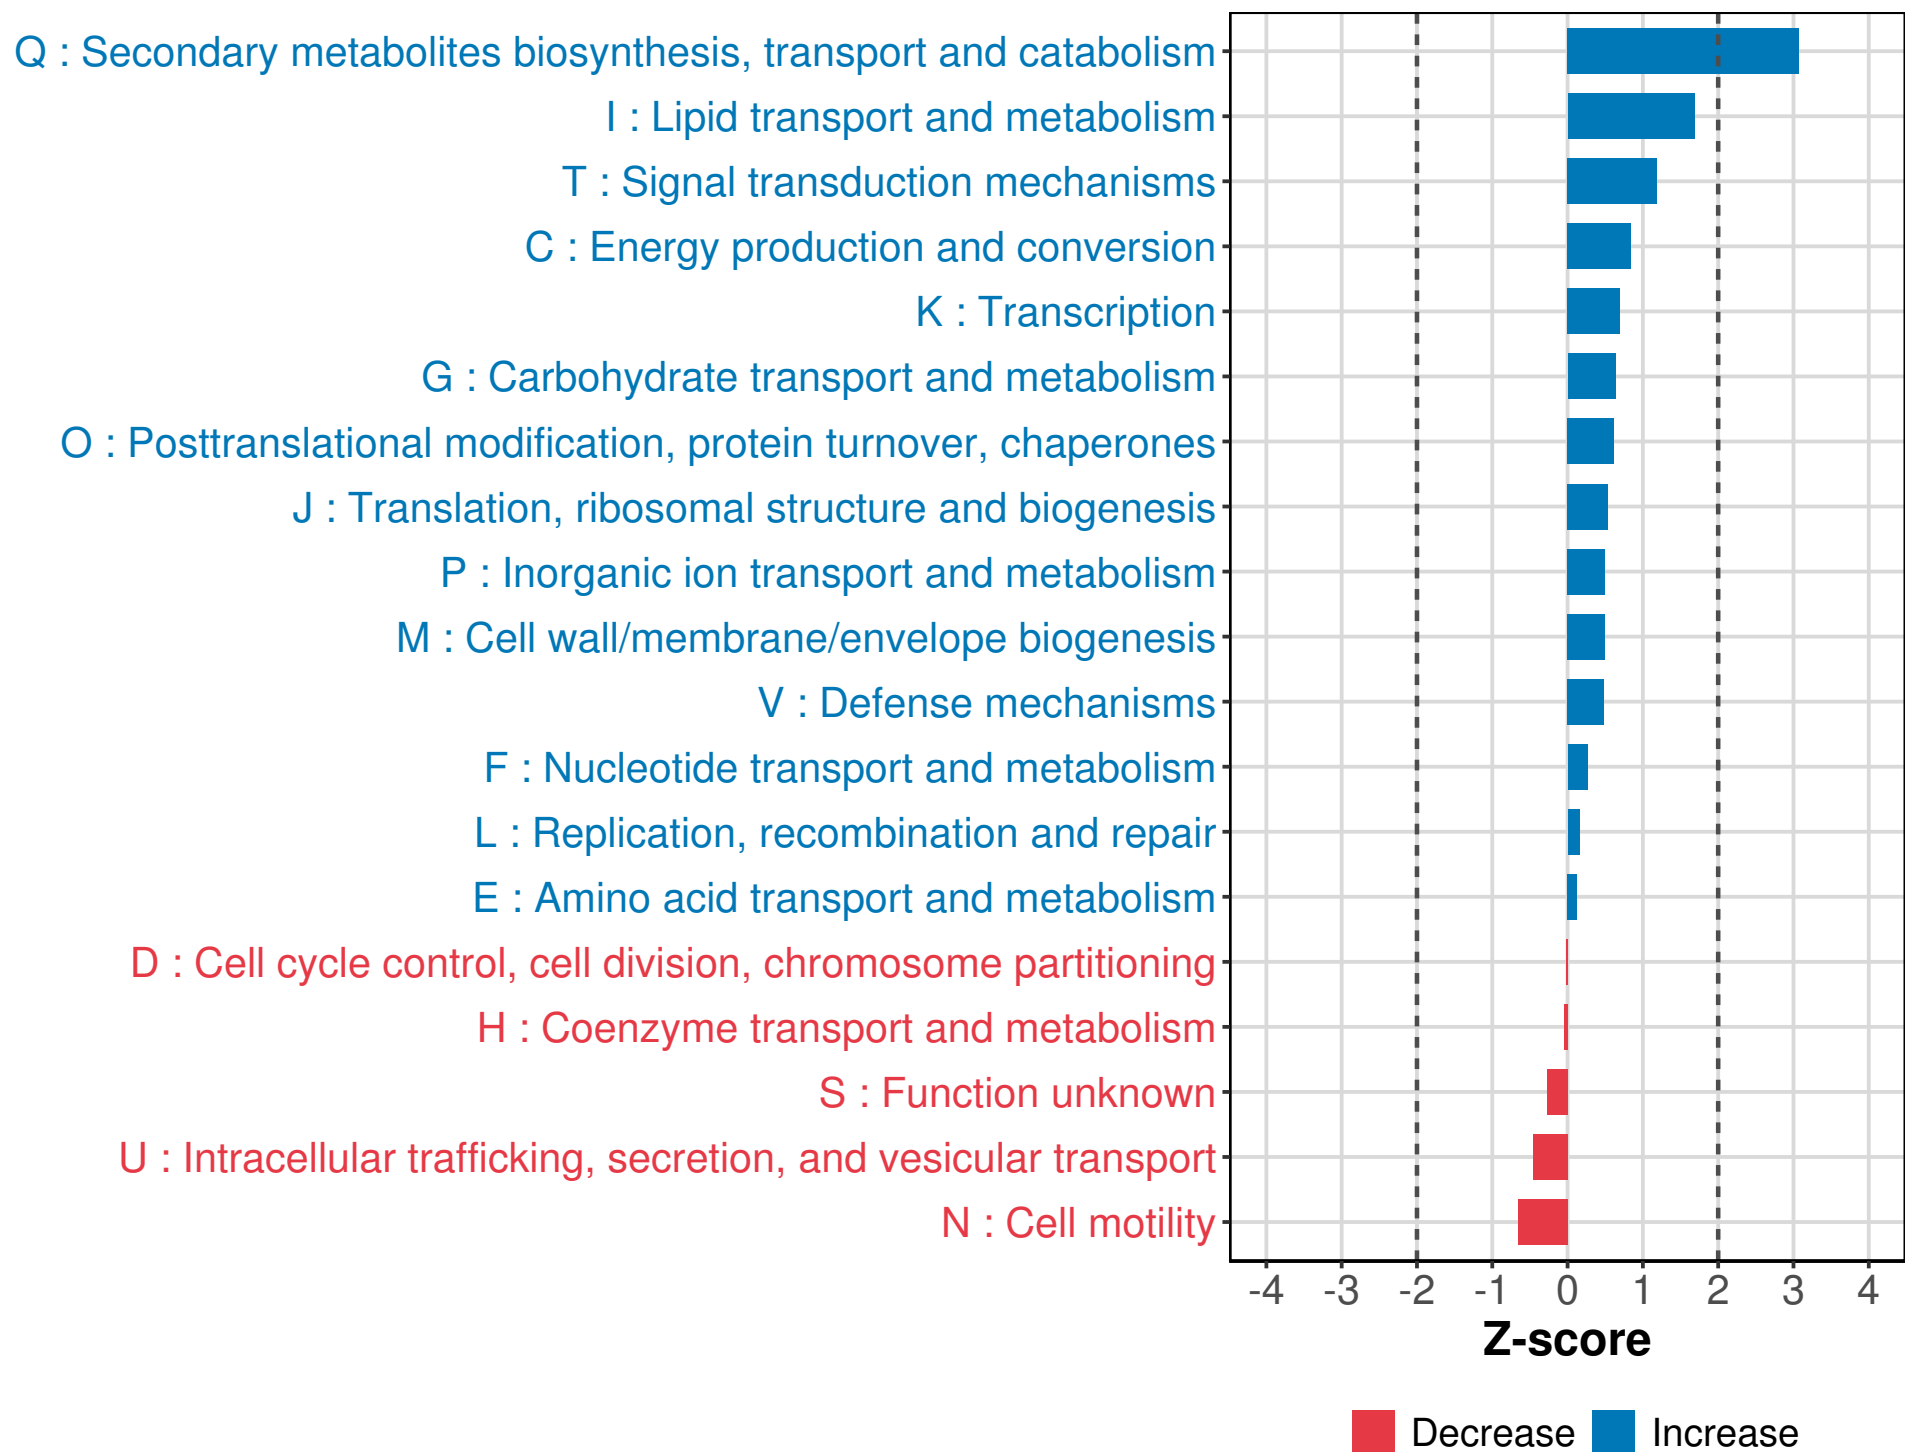 Q : Secondary metabolites biosynthesis, transport and catabolism
I : Lipid transport and metabolism
T : Signal transduction mechanisms
C : Energy production and conversion
K : Transcription
G : Carbohydrate transport and metabolism
O : Posttranslational modification, protein turnover, chaperones
J : Translation, ribosomal structure and biogenesis
P : Inorganic ion transport and metabolism
M : Cell wall/membrane/envelope biogenesis
V : Defense mechanisms
F : Nucleotide transport and metabolism
L : Replication, recombination and repair
E : Amino acid transport and metabolism
D : Cell cycle control, cell division, chromosome partitioning
H : Coenzyme transport and metabolism
S : Function unknown
U : Intracellular trafficking, secretion, and vesicular transport
N : Cell motility
-4 -3 -2 -1 0 1 2 3 4
Z-score
Decrease Increase